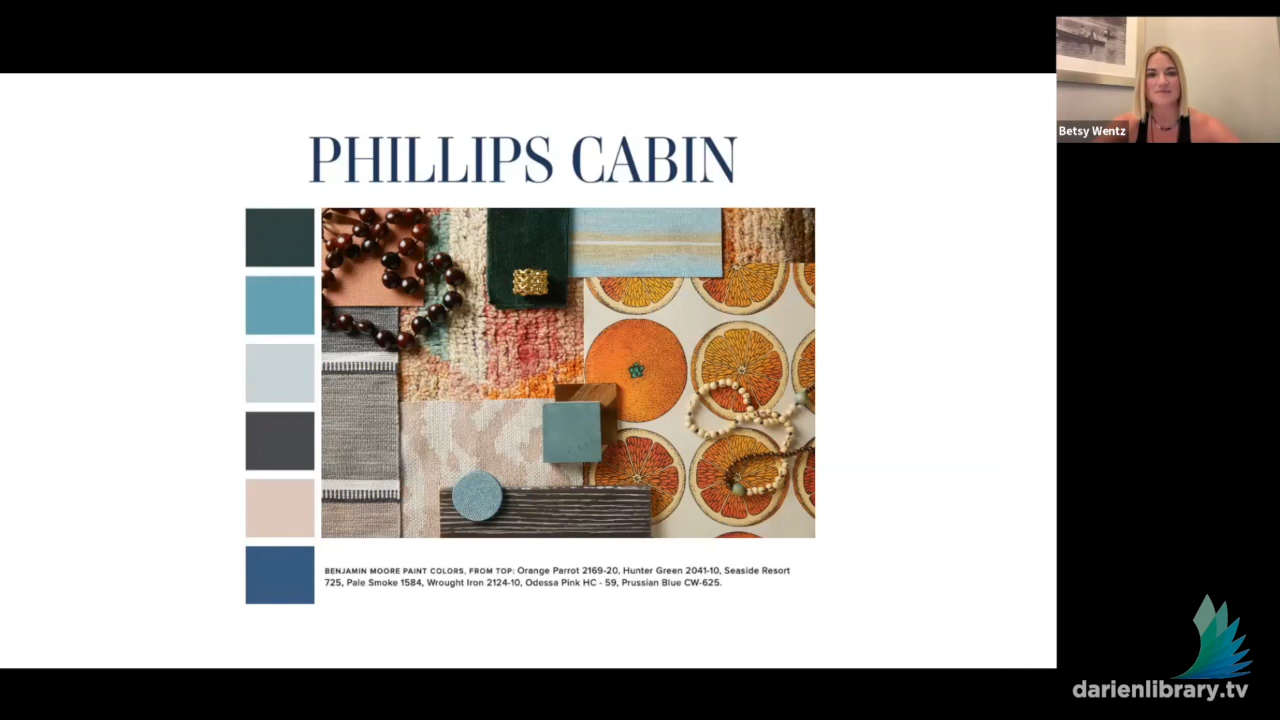 PHILLIPS CABIN
BENJAMIN MOORE PAINT COLORS, FROM TOP: Orange Parrot 2169-20, Hunter Green 2041-10, Seaside Resort
725, Pale Smoke 1584, Wrought Iron 2124-10, Odessa Pink HC - 59, Prussian Blue CW-625.
Betsy Wentz
darienlibrary.tv